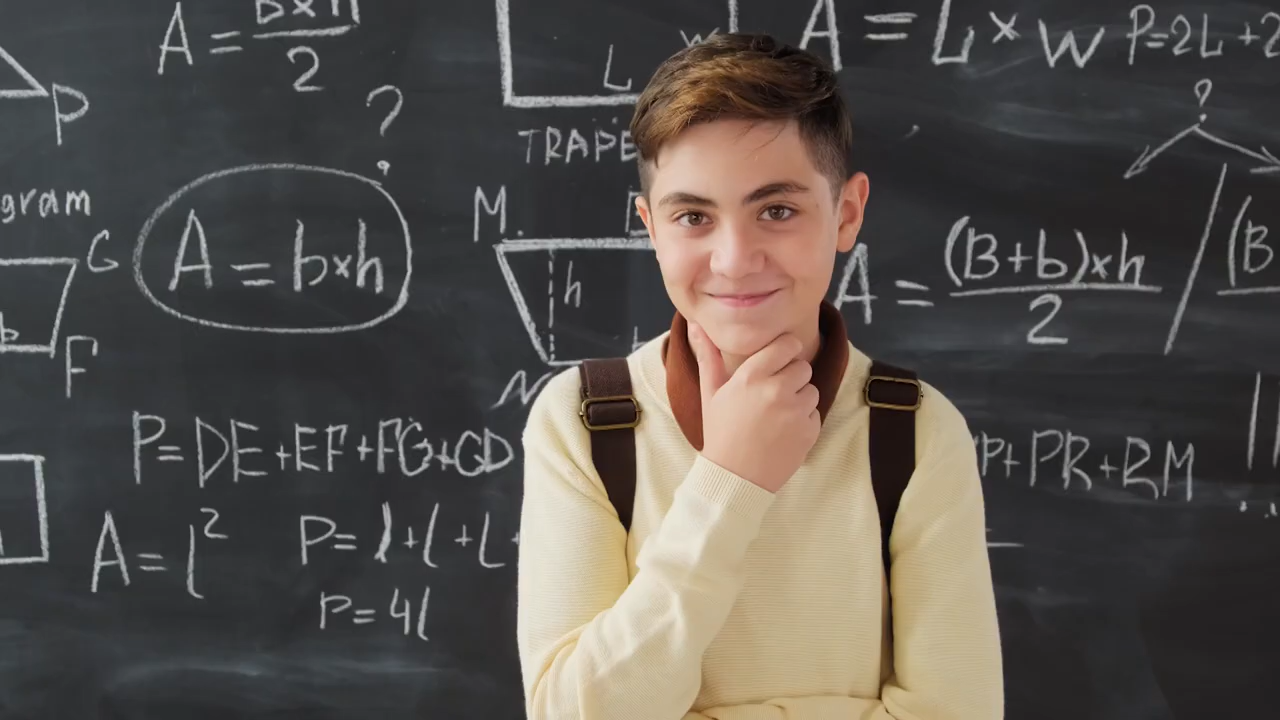 A = b×h / 2
L
W
A = L × W
P=2L +2
P
?
TRAPE
?
gram
G
M
A = b×h
h
A = (B+b)×h / 2
(B
b
F
N
P=DE+EF+FG+GD
P+PR+RM
A = l²
P= l+l+L+
P=4l